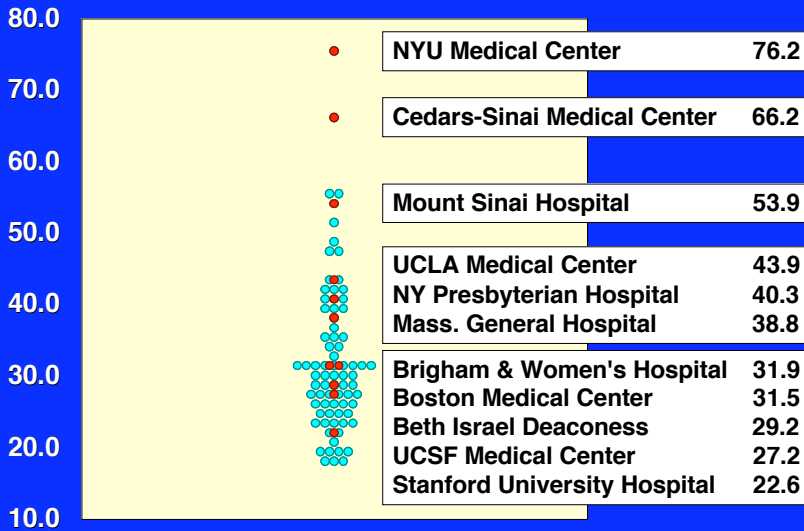 80.0
70.0
60.0
50.0
40.0
30.0
20.0
10.0
NYU Medical Center 76.2
Cedars-Sinai Medical Center 66.2
Mount Sinai Hospital 53.9
UCLA Medical Center 43.9
NY Presbyterian Hospital 40.3
Mass. General Hospital 38.8
Brigham & Women's Hospital 31.9
Boston Medical Center 31.5
Beth Israel Deaconess 29.2
UCSF Medical Center 27.2
Stanford University Hospital 22.6